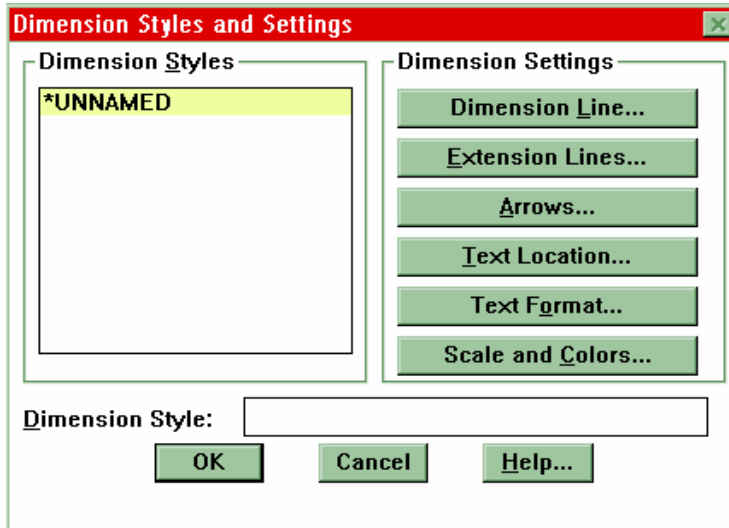 Dimension Styles and Settings
Dimension Styles
*UNNAMED
Dimension Settings
Dimension Line...
Extension Lines...
Arrows...
Text Location...
Text Format...
Scale and Colors...
Dimension Style:
OK Cancel Help...